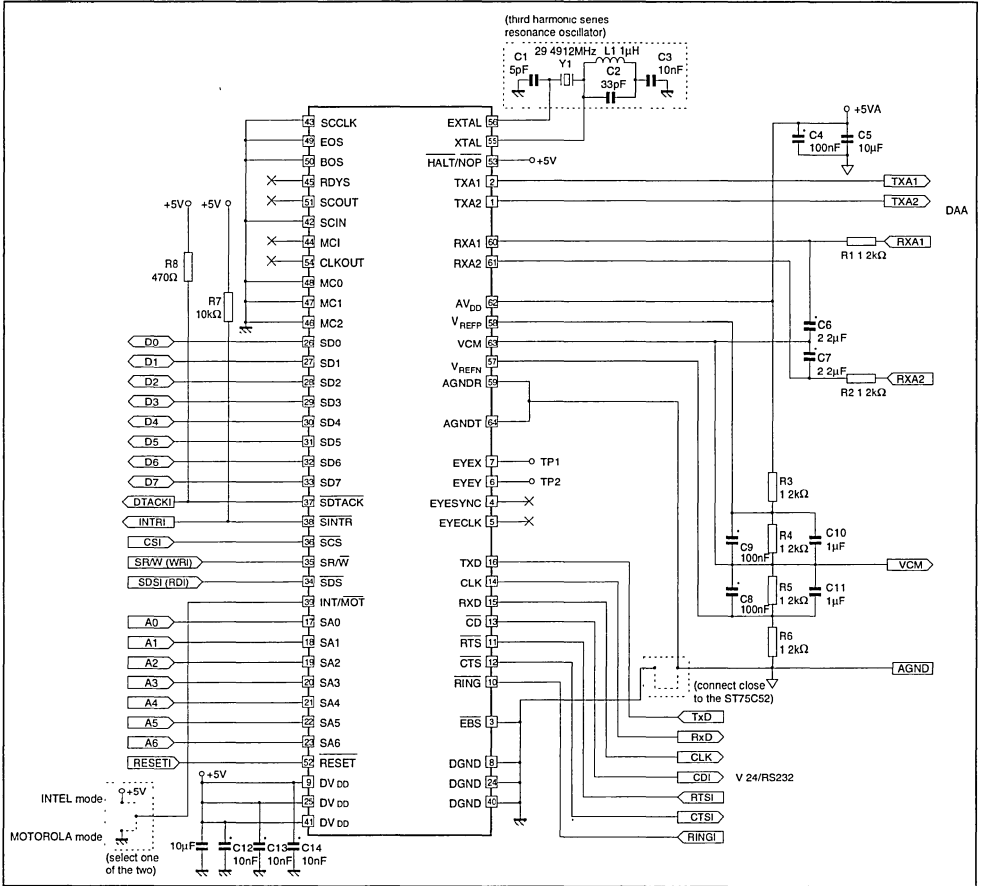 (third harmonic series
resonance oscillator)
29 4912MHz L1 1µH
C1
5pF
Y1
C2
33pF
C3
10nF
+5VA
C4
100nF
C5
10µF
43 SCCLK
49 EOS
50 BOS
45 RDYS
51 SCOUT
42 SCIN
44 MCI
54 CLKOUT
48 MC0
47 MC1
46 MC2
+5V +5V
R8
470Ω
R7
10kΩ
D0 26 SD0
D1 27 SD1
D2 28 SD2
D3 29 SD3
D4 30 SD4
D5 31 SD5
D6 32 SD6
D7 33 SD7
DTACKI 37 SDTACK
INTRI 38 SINTR
CSI 36 SCS
SR/W (WRI) 35 SR/W
SDSI (RDI) 34 SDS
39 INT/MOT
A0 17 SA0
A1 18 SA1
A2 19 SA2
A3 20 SA3
A4 21 SA4
A5 22 SA5
A6 23 SA6
RESETI 52 RESET
+5V
9 DV DD
25 DV DD
41 DV DD
INTEL mode
+5V
MOTOROLA mode
(select one
of the two)
10µF
C12
10nF
C13
10nF
C14
10nF
EXTAL 56
XTAL 55
HALT/NOP 53 +5V
TXA1 2 TXA1
TXA2 1 TXA2
DAA
RXA1 60 RXA1
R1 1 2kΩ
RXA2 61
AVDD 62
VREFP 58
VCM 63
VREFN 57
AGNDR 59
AGNDT 64
C6
2 2µF
C7
2 2µF
RXA2
R2 1 2kΩ
EYEX 7 TP1
EYEY 6 TP2
EYESYNC 4
EYECLK 5
R3
1 2kΩ
R4
1 2kΩ
C10
1µF
C9
100nF
VCM
R5
1 2kΩ
C8
100nF
C11
1µF
R6
1 2kΩ
AGND
TXD 16
CLK 14
RXD 15
CD 13
RTS 11
CTS 12
RING 10
EBS 3
DGND 8
DGND 24
DGND 40
(connect close
to the ST75C52)
TxD
RxD
CLK
CDI V 24/RS232
RTSI
CTSI
RINGI